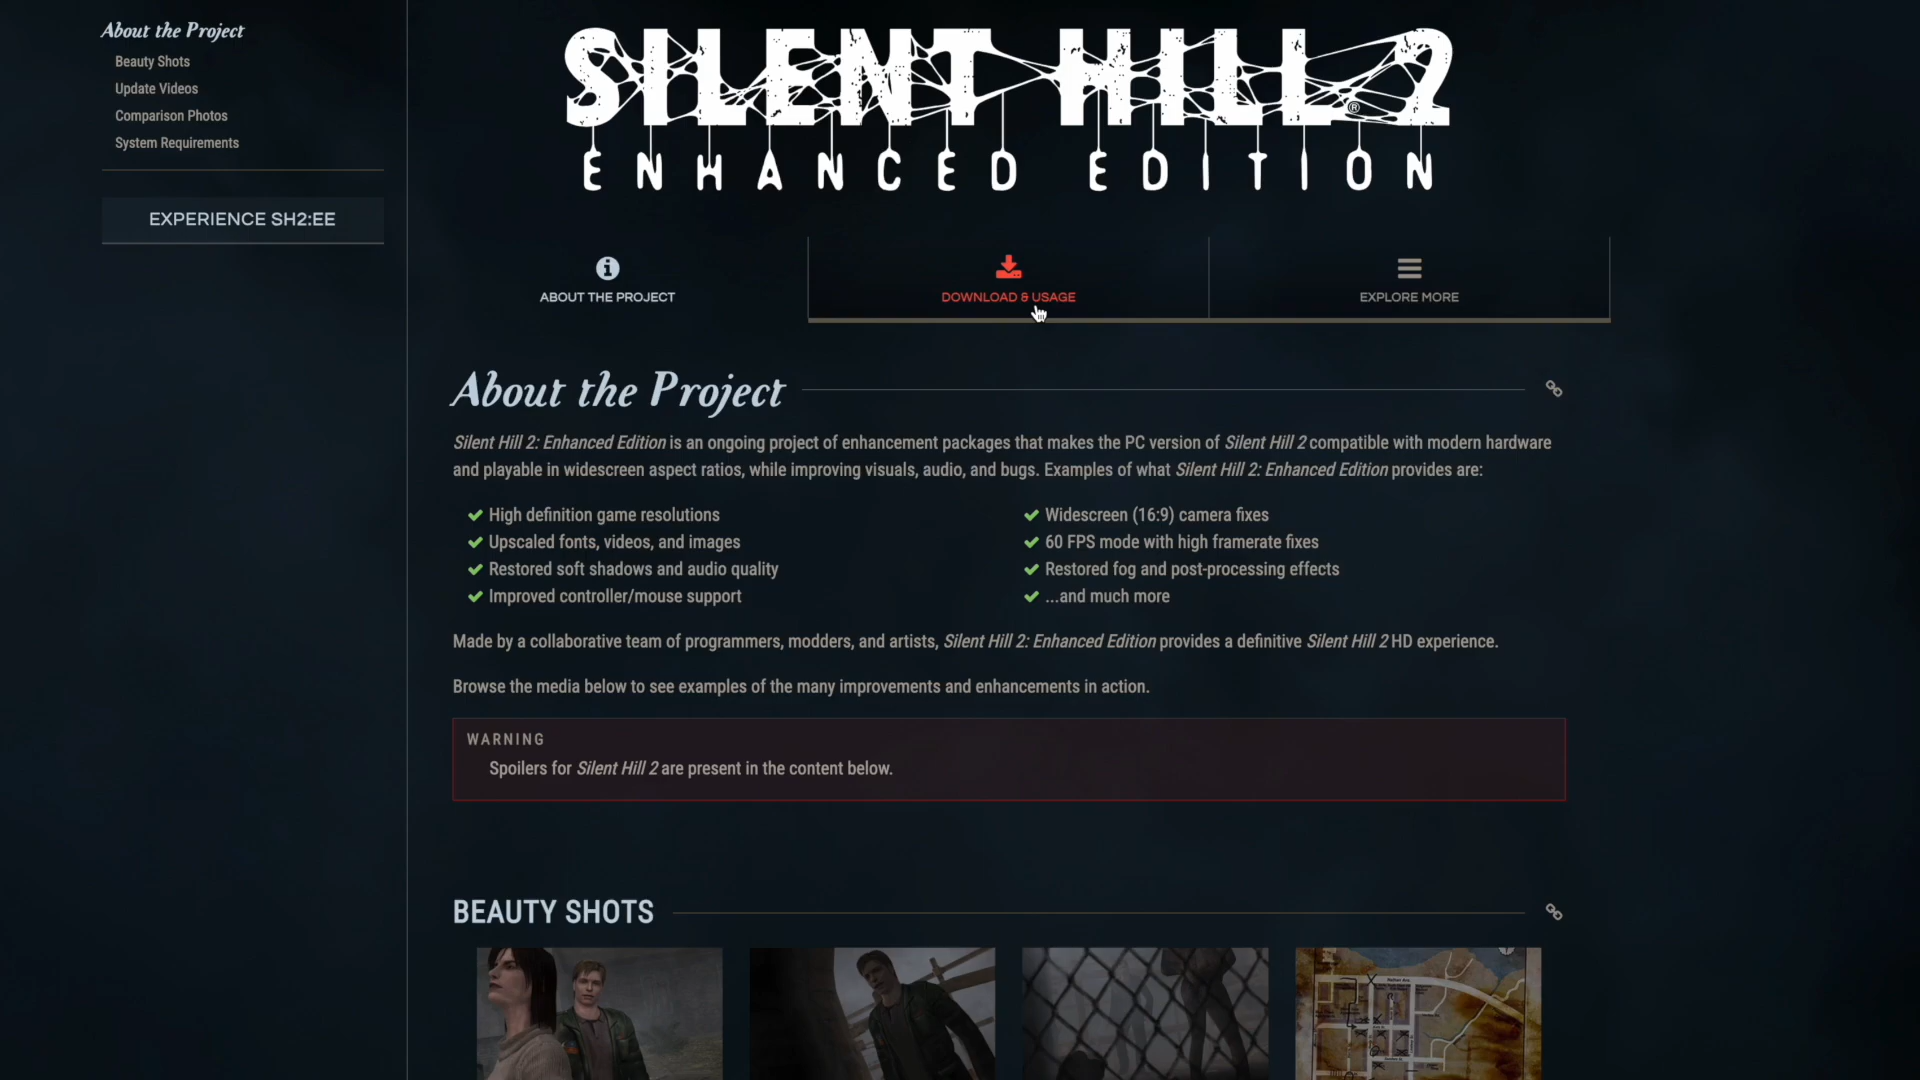 About the Project
Beauty Shots
Update Videos
Comparison Photos
System Requirements
EXPERIENCE SH2:EE
SILENT HILL 2®
ENHANCED EDITION
ABOUT THE PROJECT
DOWNLOAD & USAGE
EXPLORE MORE
About the Project
Silent Hill 2: Enhanced Edition is an ongoing project of enhancement packages that makes the PC version of Silent Hill 2 compatible with modern hardware
and playable in widescreen aspect ratios, while improving visuals, audio, and bugs. Examples of what Silent Hill 2: Enhanced Edition provides are:
High definition game resolutions
Upscaled fonts, videos, and images
Restored soft shadows and audio quality
Improved controller/mouse support
Widescreen (16:9) camera fixes
60 FPS mode with high framerate fixes
Restored fog and post-processing effects
...and much more
Made by a collaborative team of programmers, modders, and artists, Silent Hill 2: Enhanced Edition provides a definitive Silent Hill 2 HD experience.
Browse the media below to see examples of the many improvements and enhancements in action.
WARNING
Spoilers for Silent Hill 2 are present in the content below.
BEAUTY SHOTS